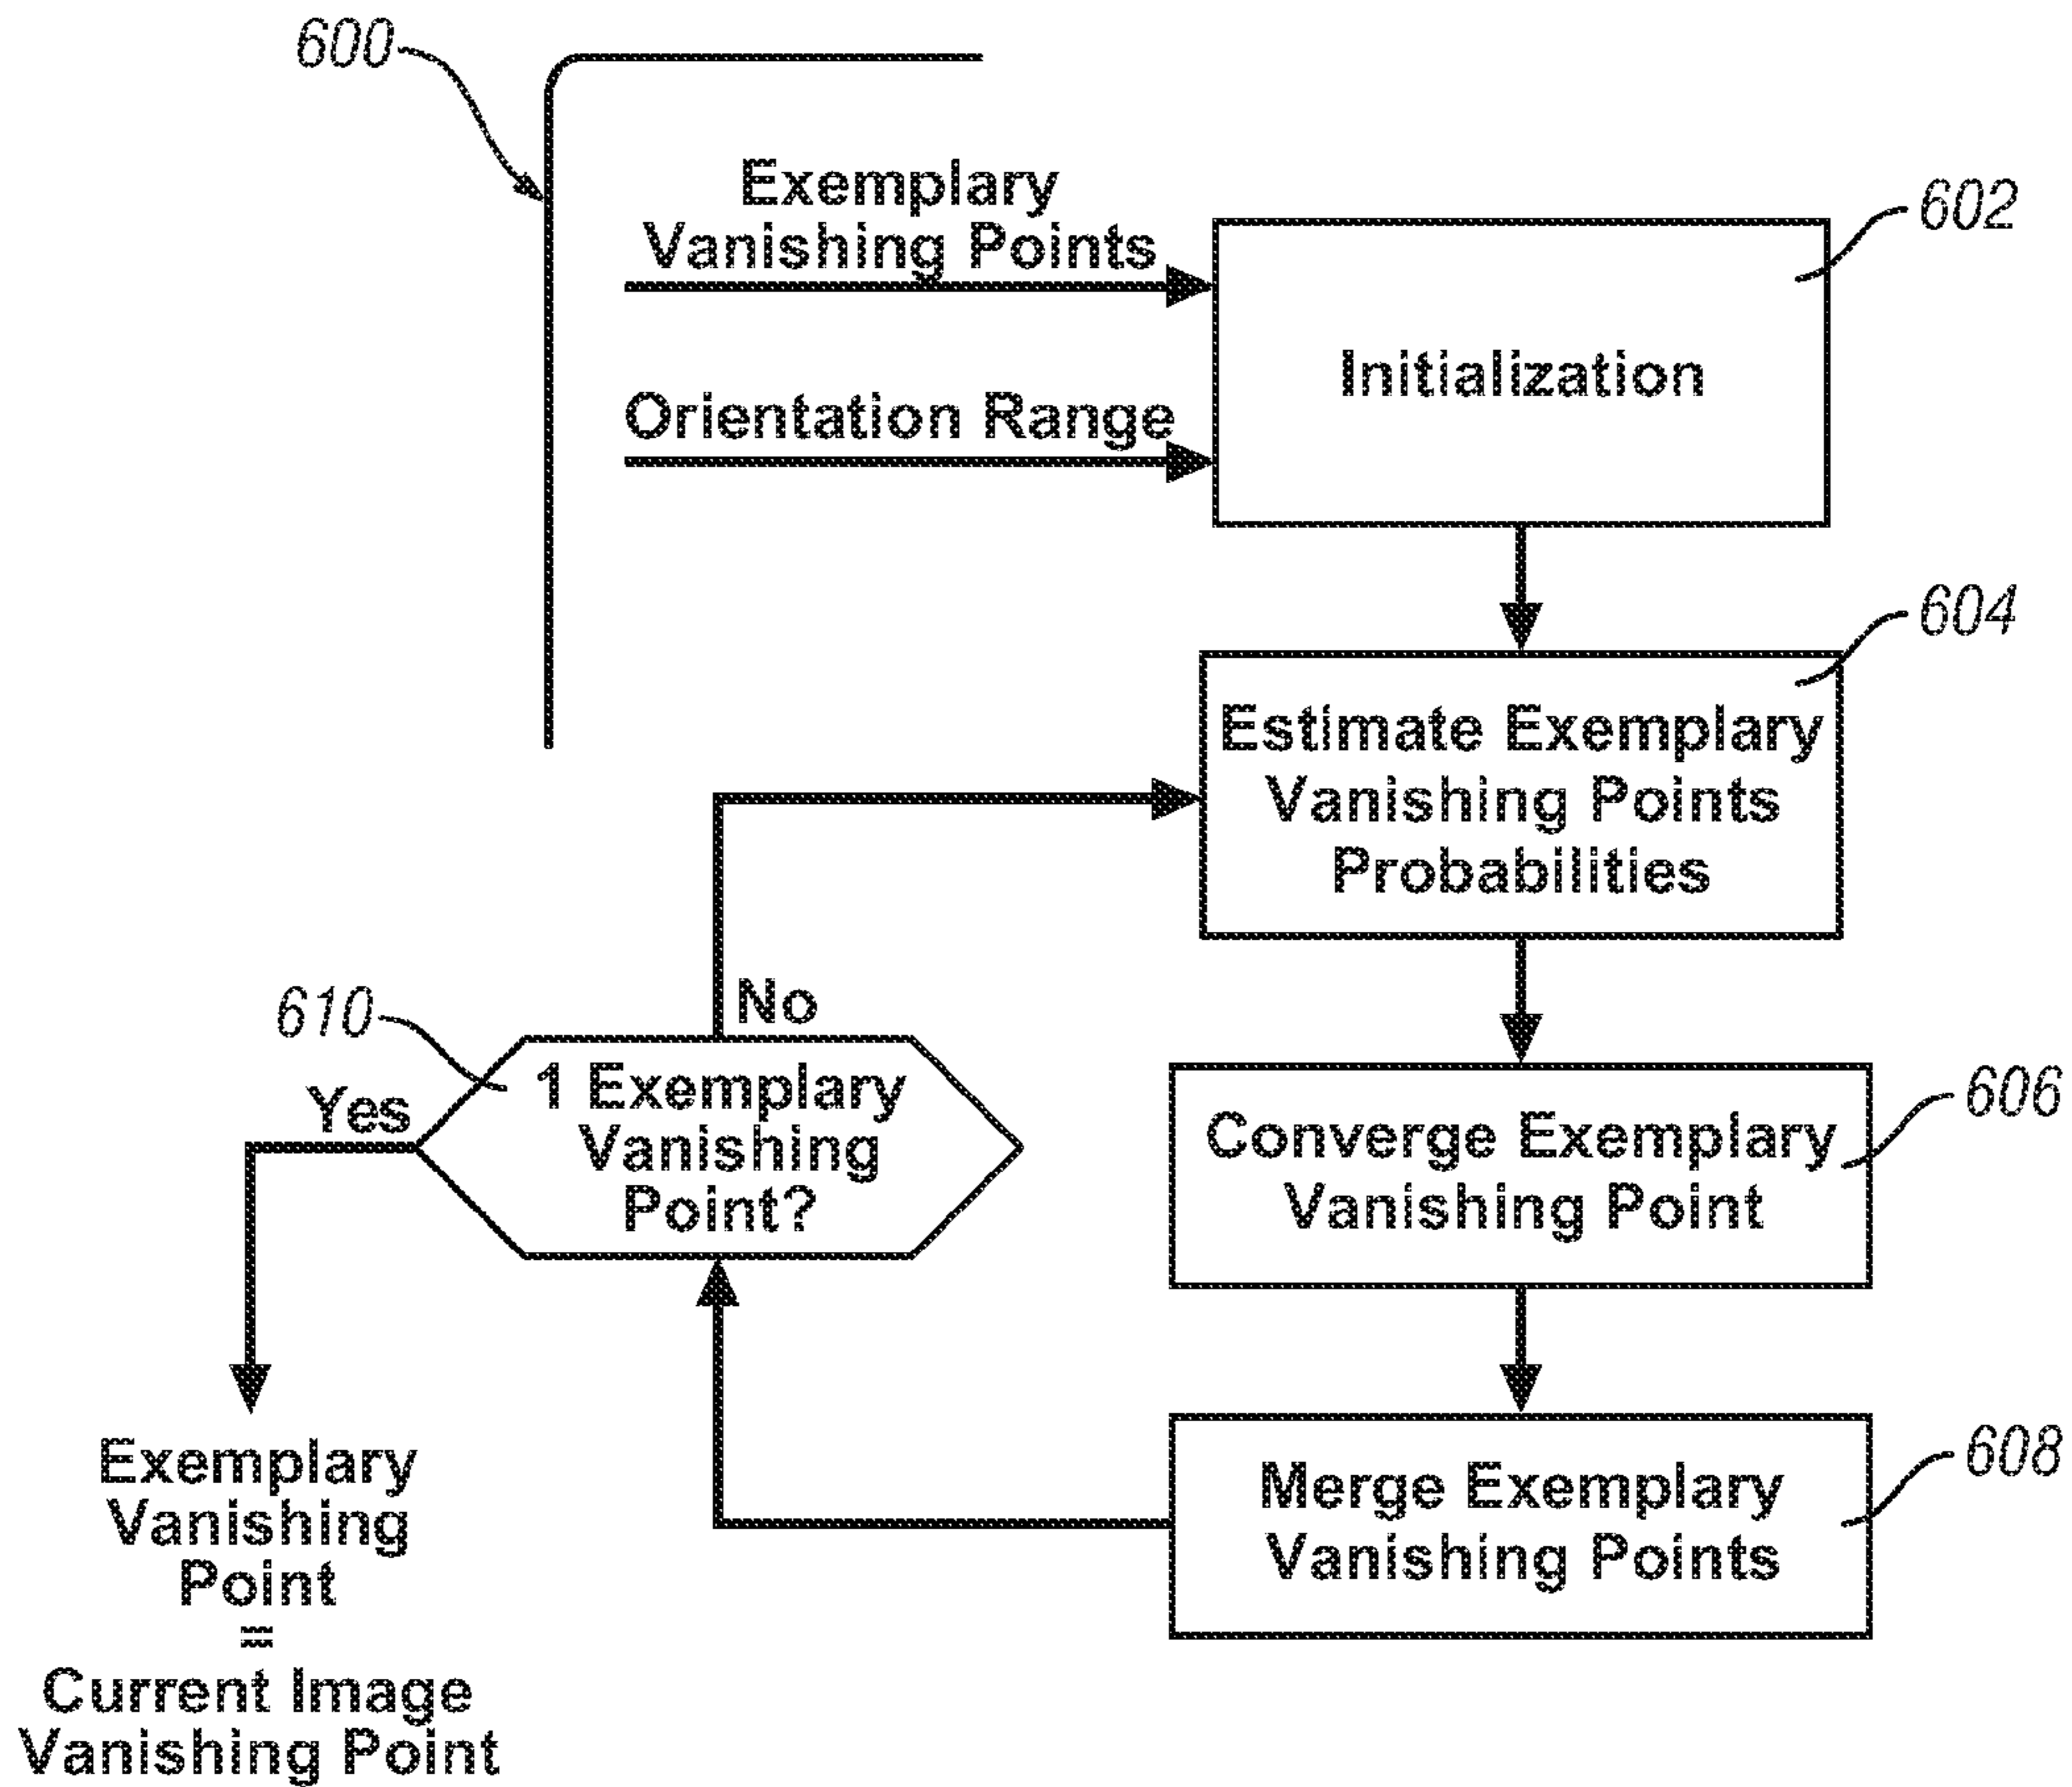 600
Exemplary
Vanishing Points
602
Initialization
Orientation Range
604
Estimate Exemplary
Vanishing Points
Probabilities
No
610
1 Exemplary
Vanishing
Point?
Yes
606
Converge Exemplary
Vanishing Point
608
Merge Exemplary
Vanishing Points
Exemplary
Vanishing
Point
=
Current Image
Vanishing Point